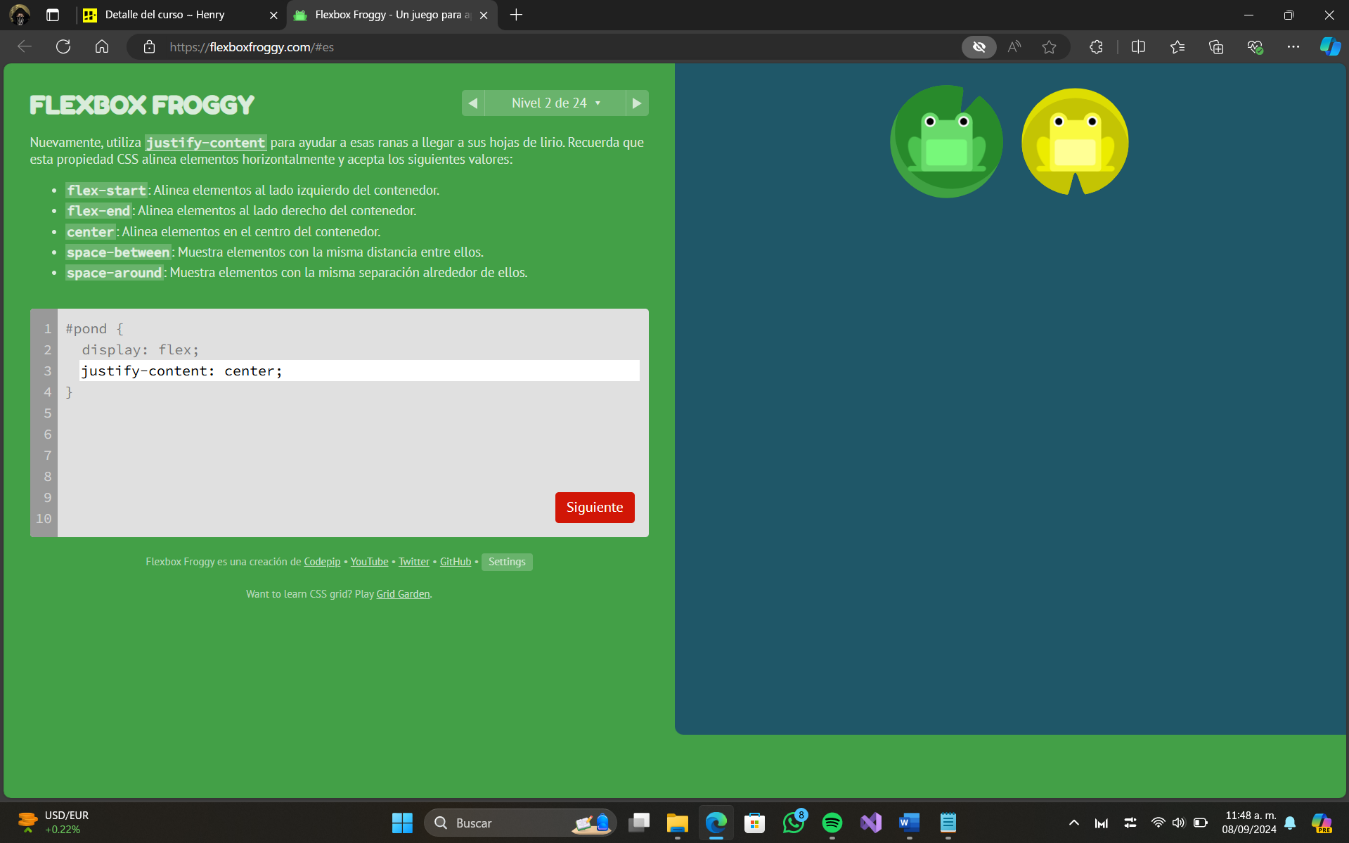 Detalle del curso – Henry
Flexbox Froggy - Un juego para a
https://flexboxfroggy.com/#es
FLEXBOX FROGGY
Nivel 2 de 24
Nuevamente, utiliza justify-content para ayudar a esas ranas a llegar a sus hojas de lirio. Recuerda que
esta propiedad CSS alinea elementos horizontalmente y acepta los siguientes valores:
• flex-start: Alinea elementos al lado izquierdo del contenedor.
• flex-end: Alinea elementos al lado derecho del contenedor.
• center: Alinea elementos en el centro del contenedor.
• space-between: Muestra elementos con la misma distancia entre ellos.
• space-around: Muestra elementos con la misma separación alrededor de ellos.
1 #pond {
2 display: flex;
3 justify-content: center;
4 }
5
6
7
8
9
10
Siguiente
Flexbox Froggy es una creación de Codepip • YouTube • Twitter • GitHub • Settings
Want to learn CSS grid? Play Grid Garden.
USD/EUR
+0.22%
Buscar
8
11:48 a. m.
08/09/2024
PRE